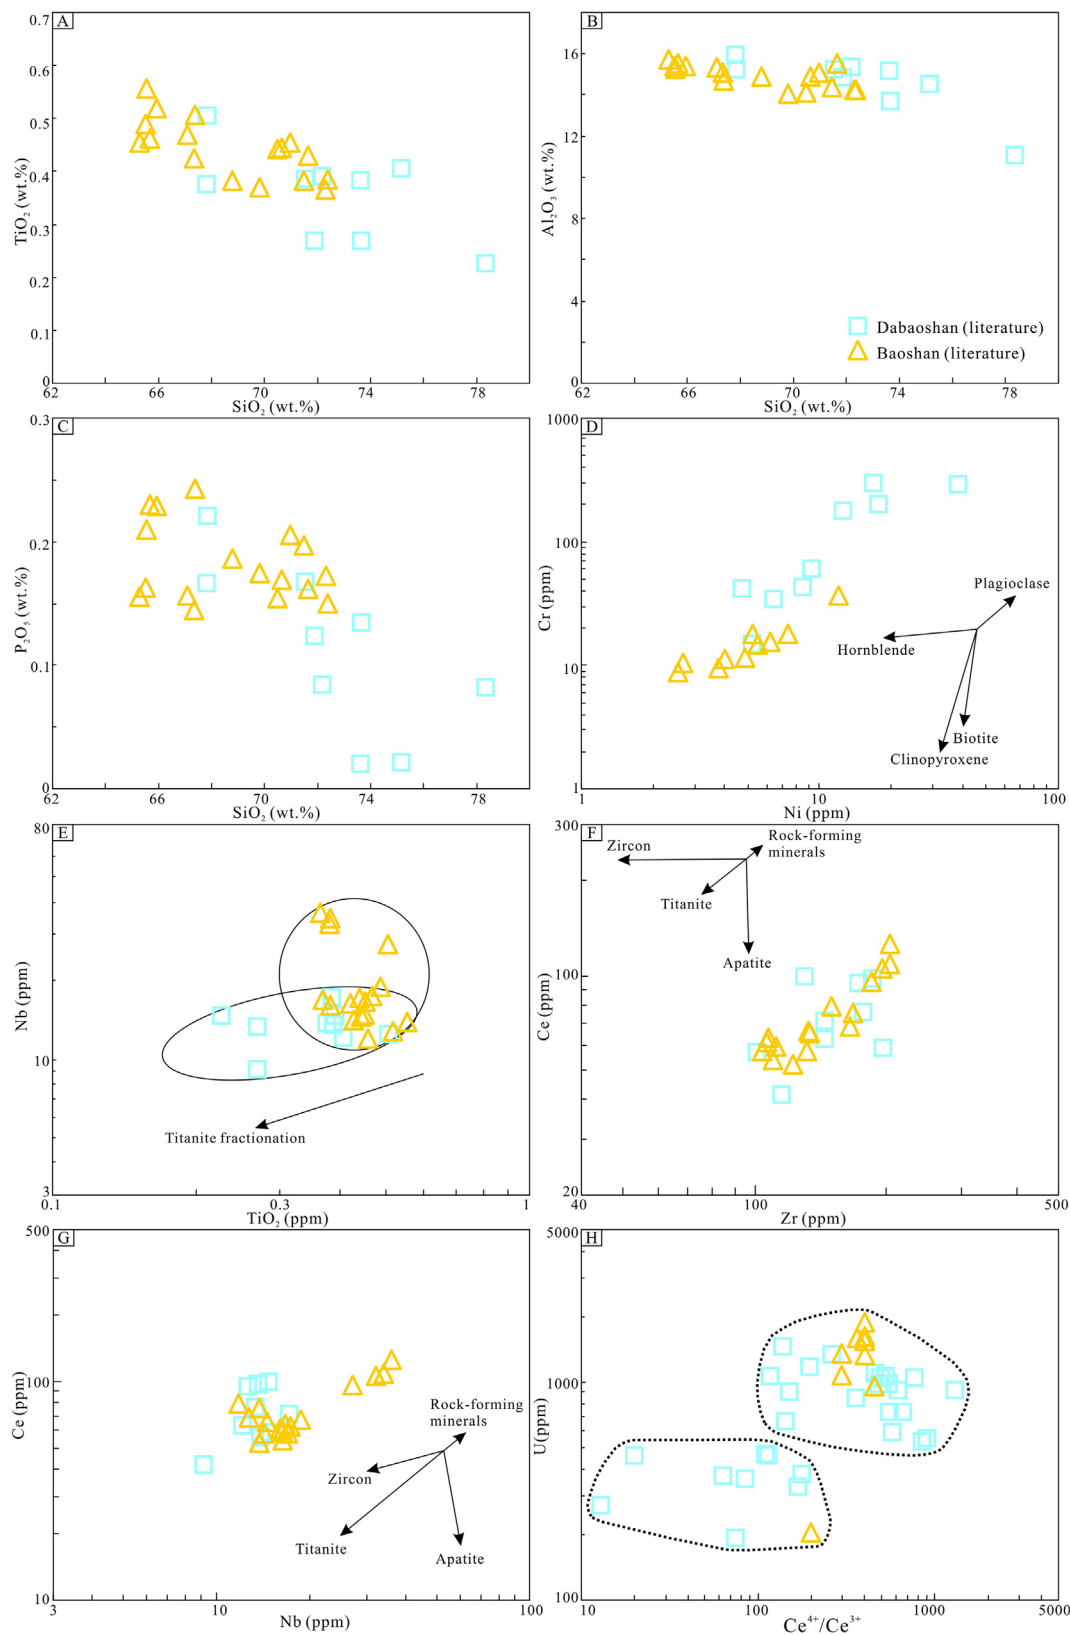 A
0.7
0.6
0.5
0.4
0.3
0.2
0.1
0
TiO₂ (wt.%)
62 66 70 74 78
SiO₂ (wt.%)
B
16
12
8
4
0
Al₂O₃ (wt.%)
Dabaoshan (literature)
Baoshan (literature)
62 66 70 74 78
SiO₂ (wt.%)
C
0.3
0.2
0.1
0
P₂O₅ (wt.%)
62 66 70 74 78
SiO₂ (wt.%)
D
1000
100
10
1
Cr (ppm)
Plagioclase
Hornblende
Biotite
Clinopyroxene
1 10 100
Ni (ppm)
E
80
10
3
Nb (ppm)
Titanite fractionation
0.1 0.3 1
TiO₂ (ppm)
F
300
100
20
Ce (ppm)
Rock-forming
minerals
Zircon
Titanite
Apatite
40 100 500
Zr (ppm)
G
500
100
10
Ce (ppm)
Rock-forming
minerals
Zircon
Titanite
Apatite
3 10 20
Nb (ppm)
H
5000
1000
100
U(ppm)
10 100 1000 5000
Ce⁴⁺/Ce³⁺